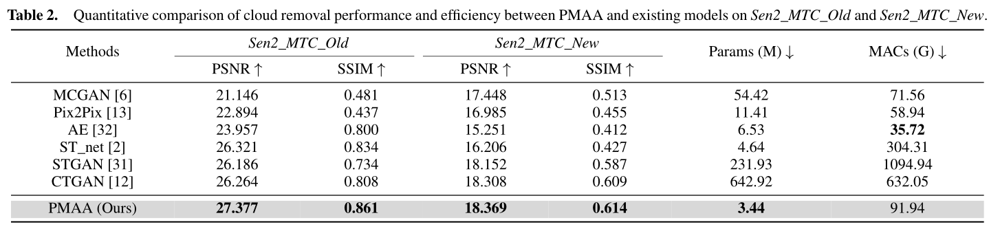 Table 2. Quantitative comparison of cloud removal performance and efficiency between PMAA and existing models on Sen2_MTC_Old and Sen2_MTC_New.
Methods Sen2_MTC_Old Sen2_MTC_New Params (M) ↓ MACs (G) ↓
PSNR ↑ SSIM ↑ PSNR ↑ SSIM ↑
MCGAN [6] 21.146 0.481 17.448 0.513 54.42 71.56
Pix2Pix [13] 22.894 0.437 16.985 0.455 11.41 58.94
AE [32] 23.957 0.800 15.251 0.412 6.53 35.72
ST_net [2] 26.321 0.834 16.206 0.427 4.64 304.31
STGAN [31] 26.186 0.734 18.152 0.587 231.93 1094.94
CTGAN [12] 26.264 0.808 18.308 0.609 642.92 632.05
PMAA (Ours) 27.377 0.861 18.369 0.614 3.44 91.94